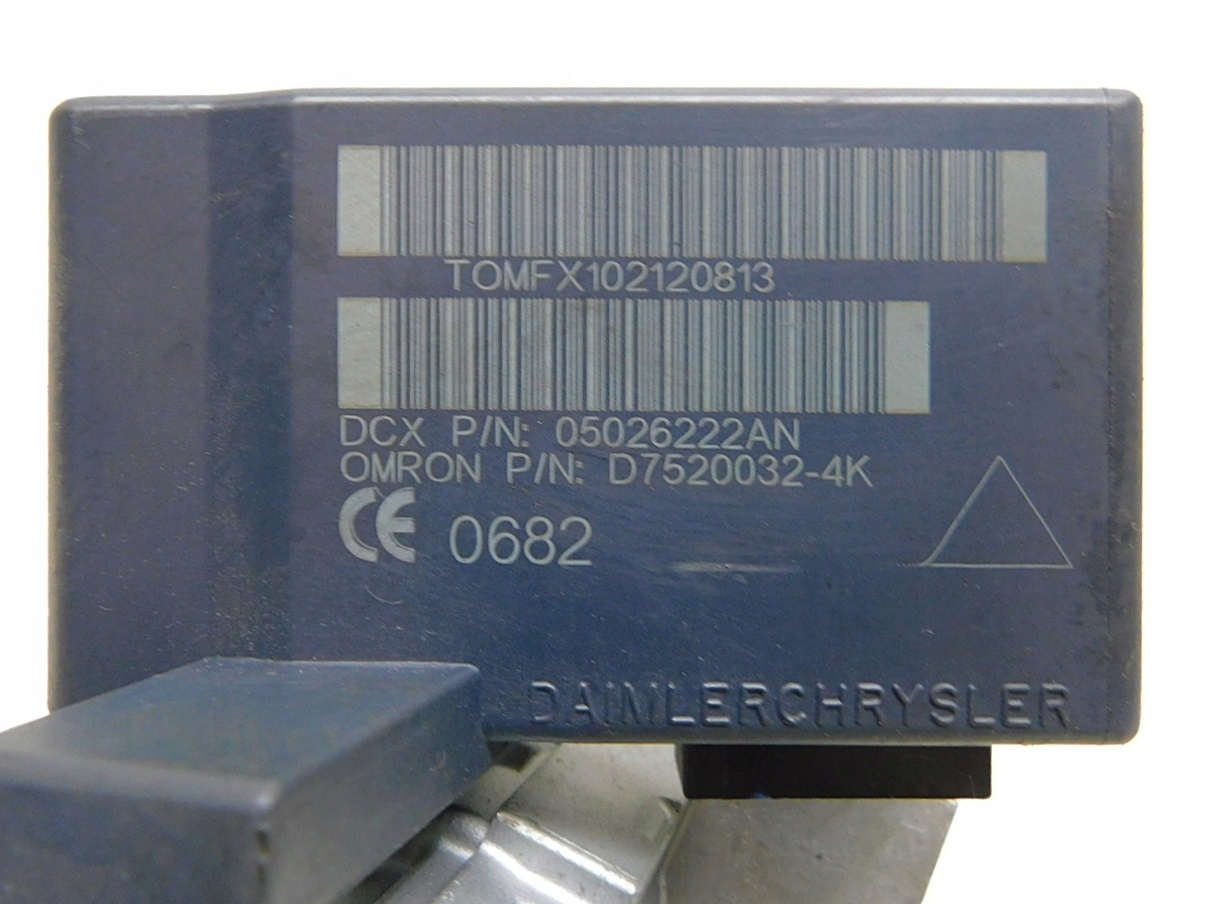 TOMFX102120813
DCX P/N: 05026222AN
OMRON P/N: D7520032-4K
CE 0682
DAIMLERCHRYSLER